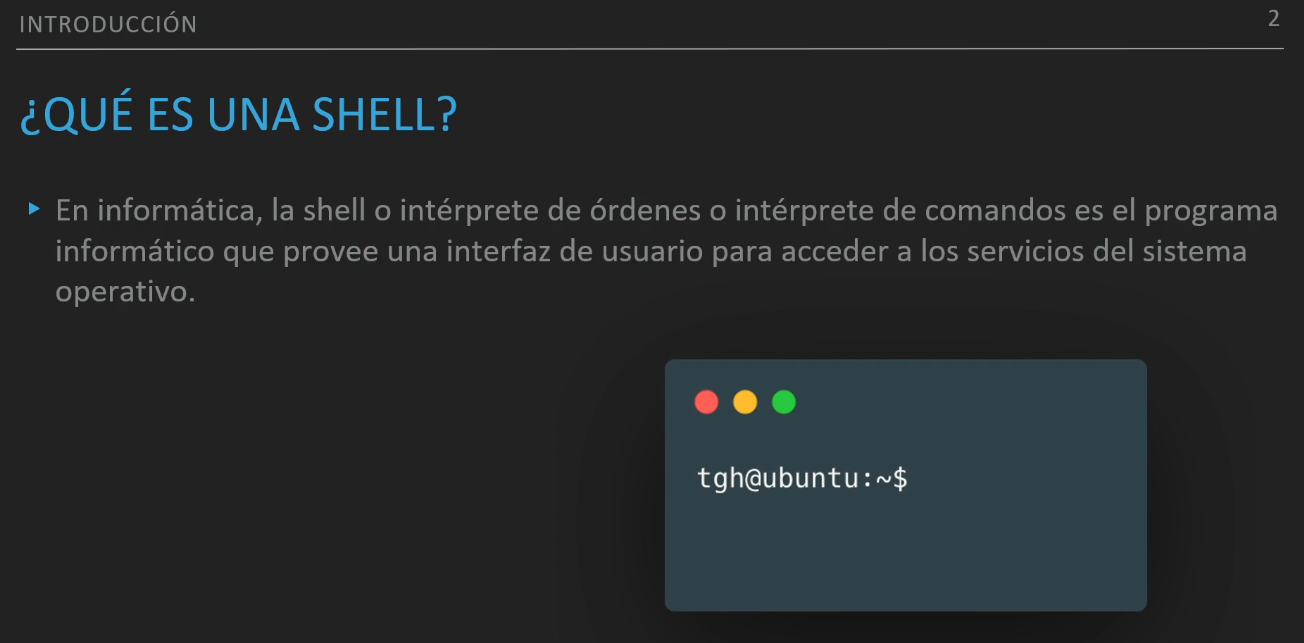 INTRODUCCIÓN
2
¿QUÉ ES UNA SHELL?
En informática, la shell o intérprete de órdenes o intérprete de comandos es el programa
informático que provee una interfaz de usuario para acceder a los servicios del sistema
operativo.
tgh@ubuntu:~$